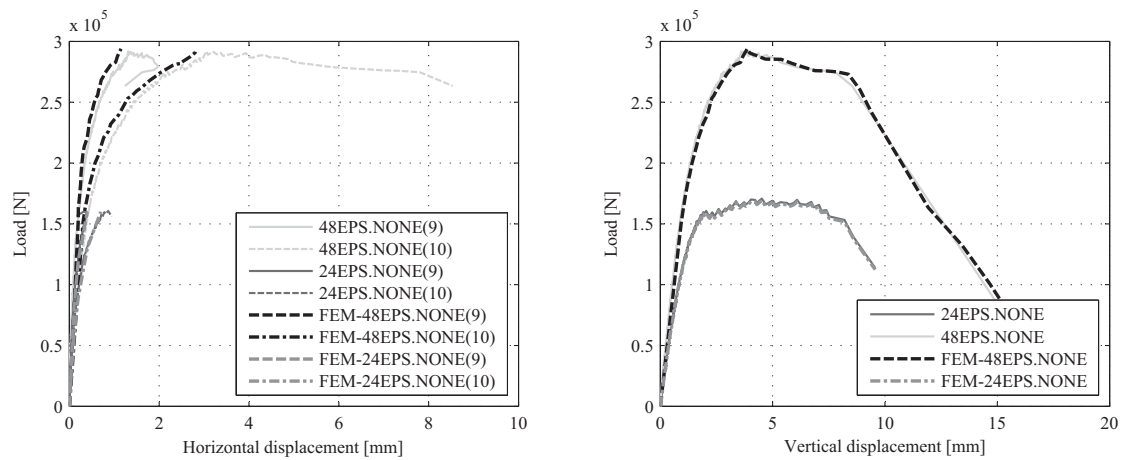 x 10⁵
3
2.5
2
1.5
1
0.5
0
0 2 4 6 8 10
Load [N]
Horizontal displacement [mm]
48EPS.NONE(9)
48EPS.NONE(10)
24EPS.NONE(9)
24EPS.NONE(10)
FEM-48EPS.NONE(9)
FEM-48EPS.NONE(10)
FEM-24EPS.NONE(9)
FEM-24EPS.NONE(10)
x 10⁵
3
2.5
2
1.5
1
0.5
0
0 5 10 15 20
Load [N]
Vertical displacement [mm]
24EPS.NONE
48EPS.NONE
FEM-48EPS.NONE
FEM-24EPS.NONE